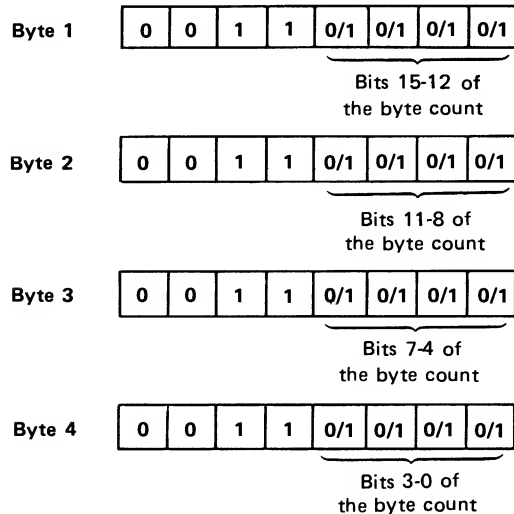 Byte 1 0 0 1 1 0/1 0/1 0/1 0/1
Bits 15-12 of
the byte count
Byte 2 0 0 1 1 0/1 0/1 0/1 0/1
Bits 11-8 of
the byte count
Byte 3 0 0 1 1 0/1 0/1 0/1 0/1
Bits 7-4 of
the byte count
Byte 4 0 0 1 1 0/1 0/1 0/1 0/1
Bits 3-0 of
the byte count